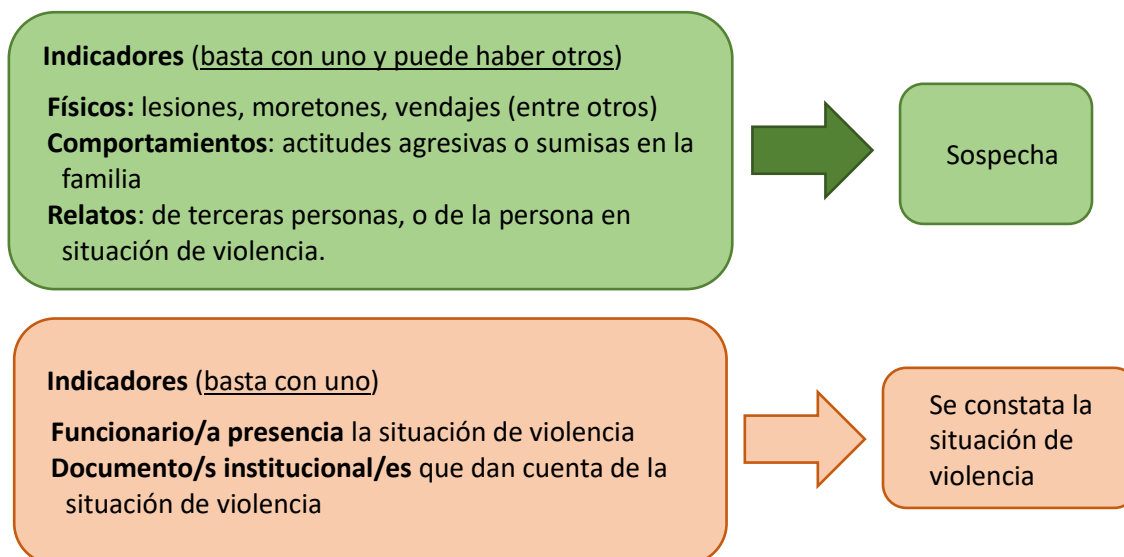 Indicadores (basta con uno y puede haber otros)
Físicos: lesiones, moretones, vendajes (entre otros)
Comportamientos: actitudes agresivas o sumisas en la
familia
Relatos: de terceras personas, o de la persona en
situación de violencia.
Sospecha
Indicadores (basta con uno)
Funcionario/a presencia la situación de violencia
Documento/s institucional/es que dan cuenta de la
situación de violencia
Se constata la
situación de
violencia